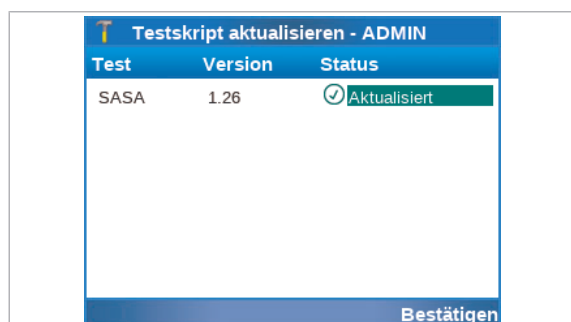 Testskript aktualisieren - ADMIN
Test Version Status
SASA 1.26 Aktualisiert
Bestätigen